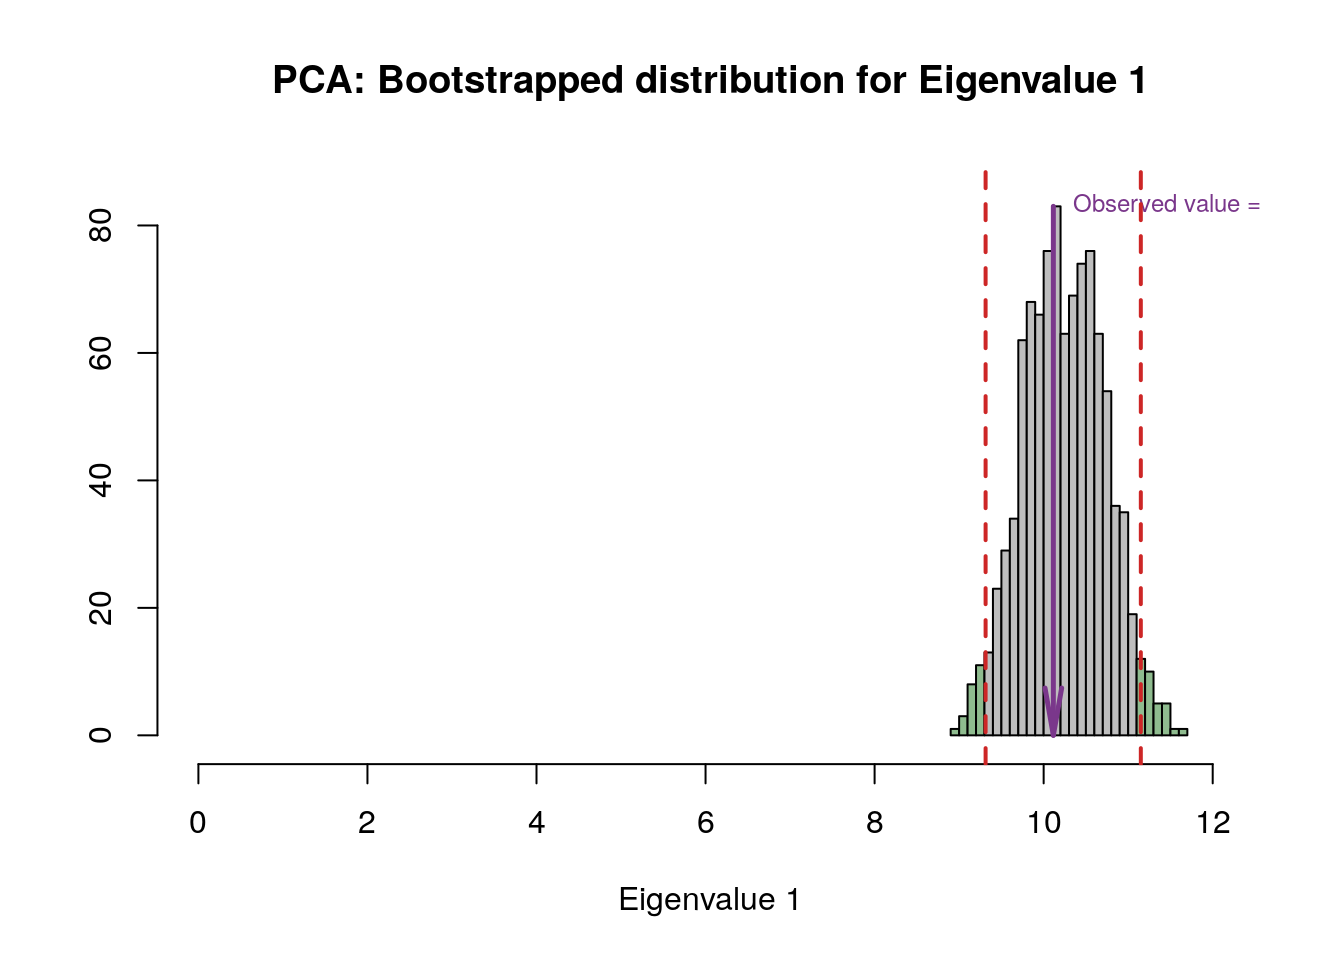 PCA: Bootstrapped distribution for Eigenvalue 1
Observed value =
80
60
40
20
0
0 2 4 6 8 10 12
Eigenvalue 1